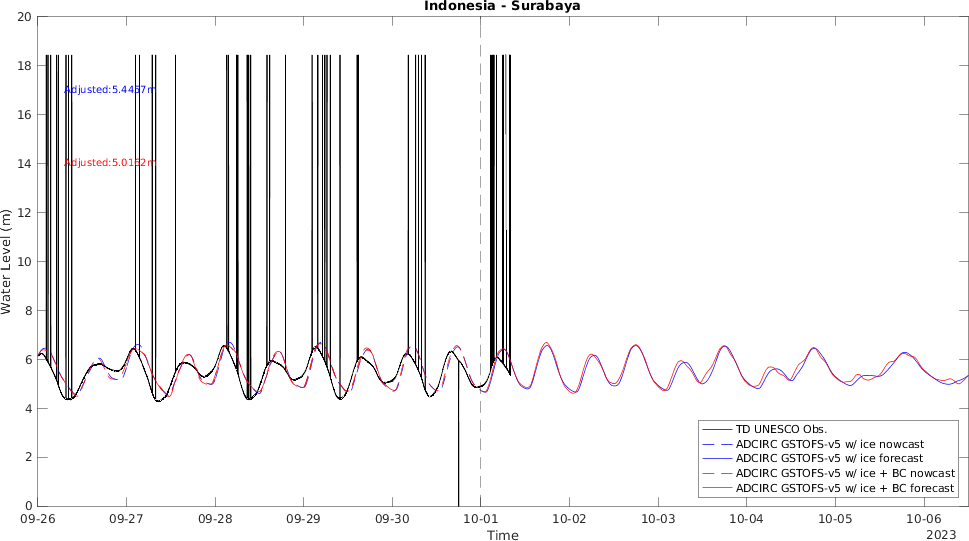 Indonesia - Surabaya
20
18
16
14
12
10
8
6
4
2
0
Water Level (m)
Adjusted:5.4457m
Adjusted:5.0162m
TD UNESCO Obs.
ADCIRC GSTOFS-v5 w/ ice nowcast
ADCIRC GSTOFS-v5 w/ ice forecast
ADCIRC GSTOFS-v5 w/ ice + BC nowcast
ADCIRC GSTOFS-v5 w/ ice + BC forecast
09-26 09-27 09-28 09-29 09-30 10-01 10-02 10-03 10-04 10-05 10-06
Time
2023